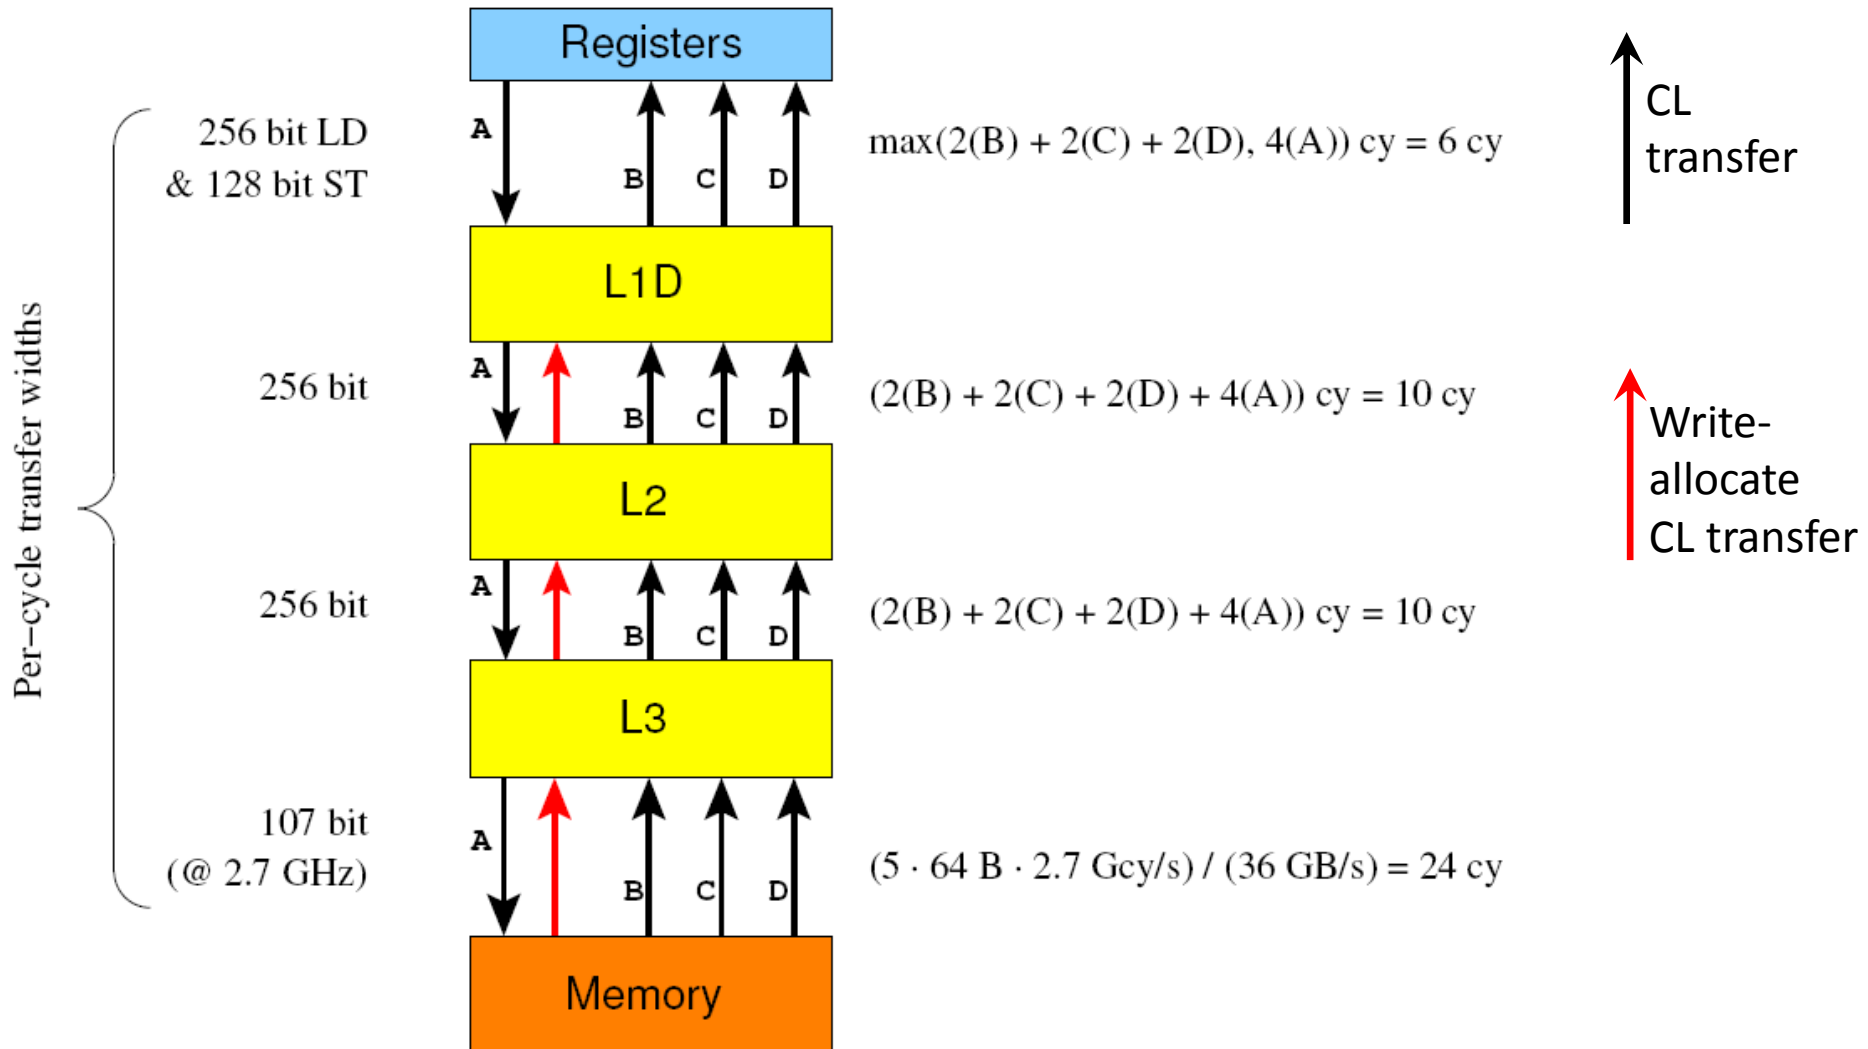 Registers
CL
transfer
256 bit LD
& 128 bit ST
A
B C D
max(2(B) + 2(C) + 2(D), 4(A)) cy = 6 cy
L1D
Per-cycle transfer widths
256 bit
A
B C D
(2(B) + 2(C) + 2(D) + 4(A)) cy = 10 cy
Write-
allocate
CL transfer
L2
256 bit
A
B C D
(2(B) + 2(C) + 2(D) + 4(A)) cy = 10 cy
L3
107 bit
(@ 2.7 GHz)
A
B C D
(5 · 64 B · 2.7 Gcy/s) / (36 GB/s) = 24 cy
Memory